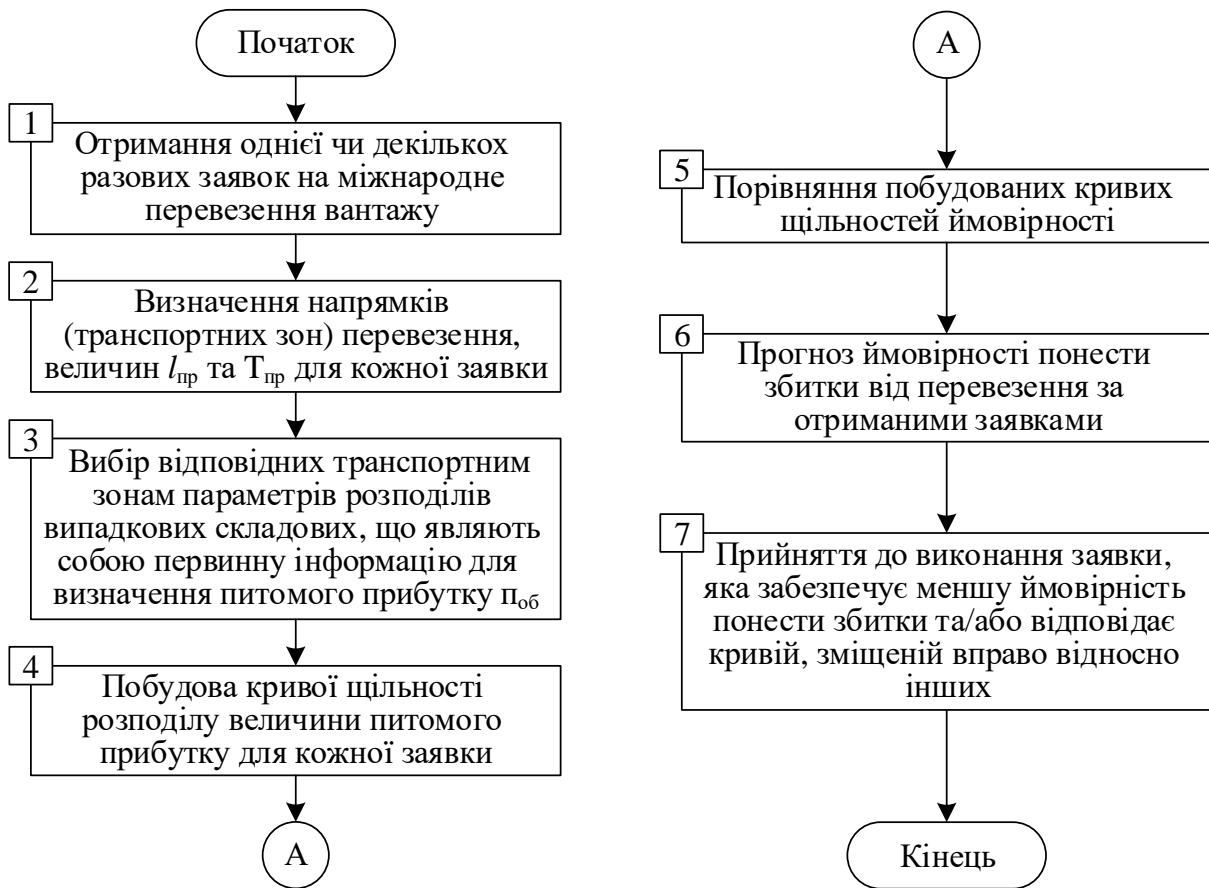 Початок
1
Отримання однієї чи декількох
разових заявок на міжнародне
перевезення вантажу
2
Визначення напрямків
(транспортних зон) перевезення,
величин lпр та Тпр для кожної заявки
3
Вибір відповідних транспортним
зонам параметрів розподілів
випадкових складових, що являють
собою первинну інформацію для
визначення питомого прибутку поб
4
Побудова кривої щільності
розподілу величини питомого
прибутку для кожної заявки
А
А
5
Порівняння побудованих кривих
щільностей ймовірності
6
Прогноз ймовірності понести
збитки від перевезення за
отриманими заявками
7
Прийняття до виконання заявки,
яка забезпечує меншу ймовірність
понести збитки та/або відповідає
кривій, зміщеній вправо відносно
інших
Кінець